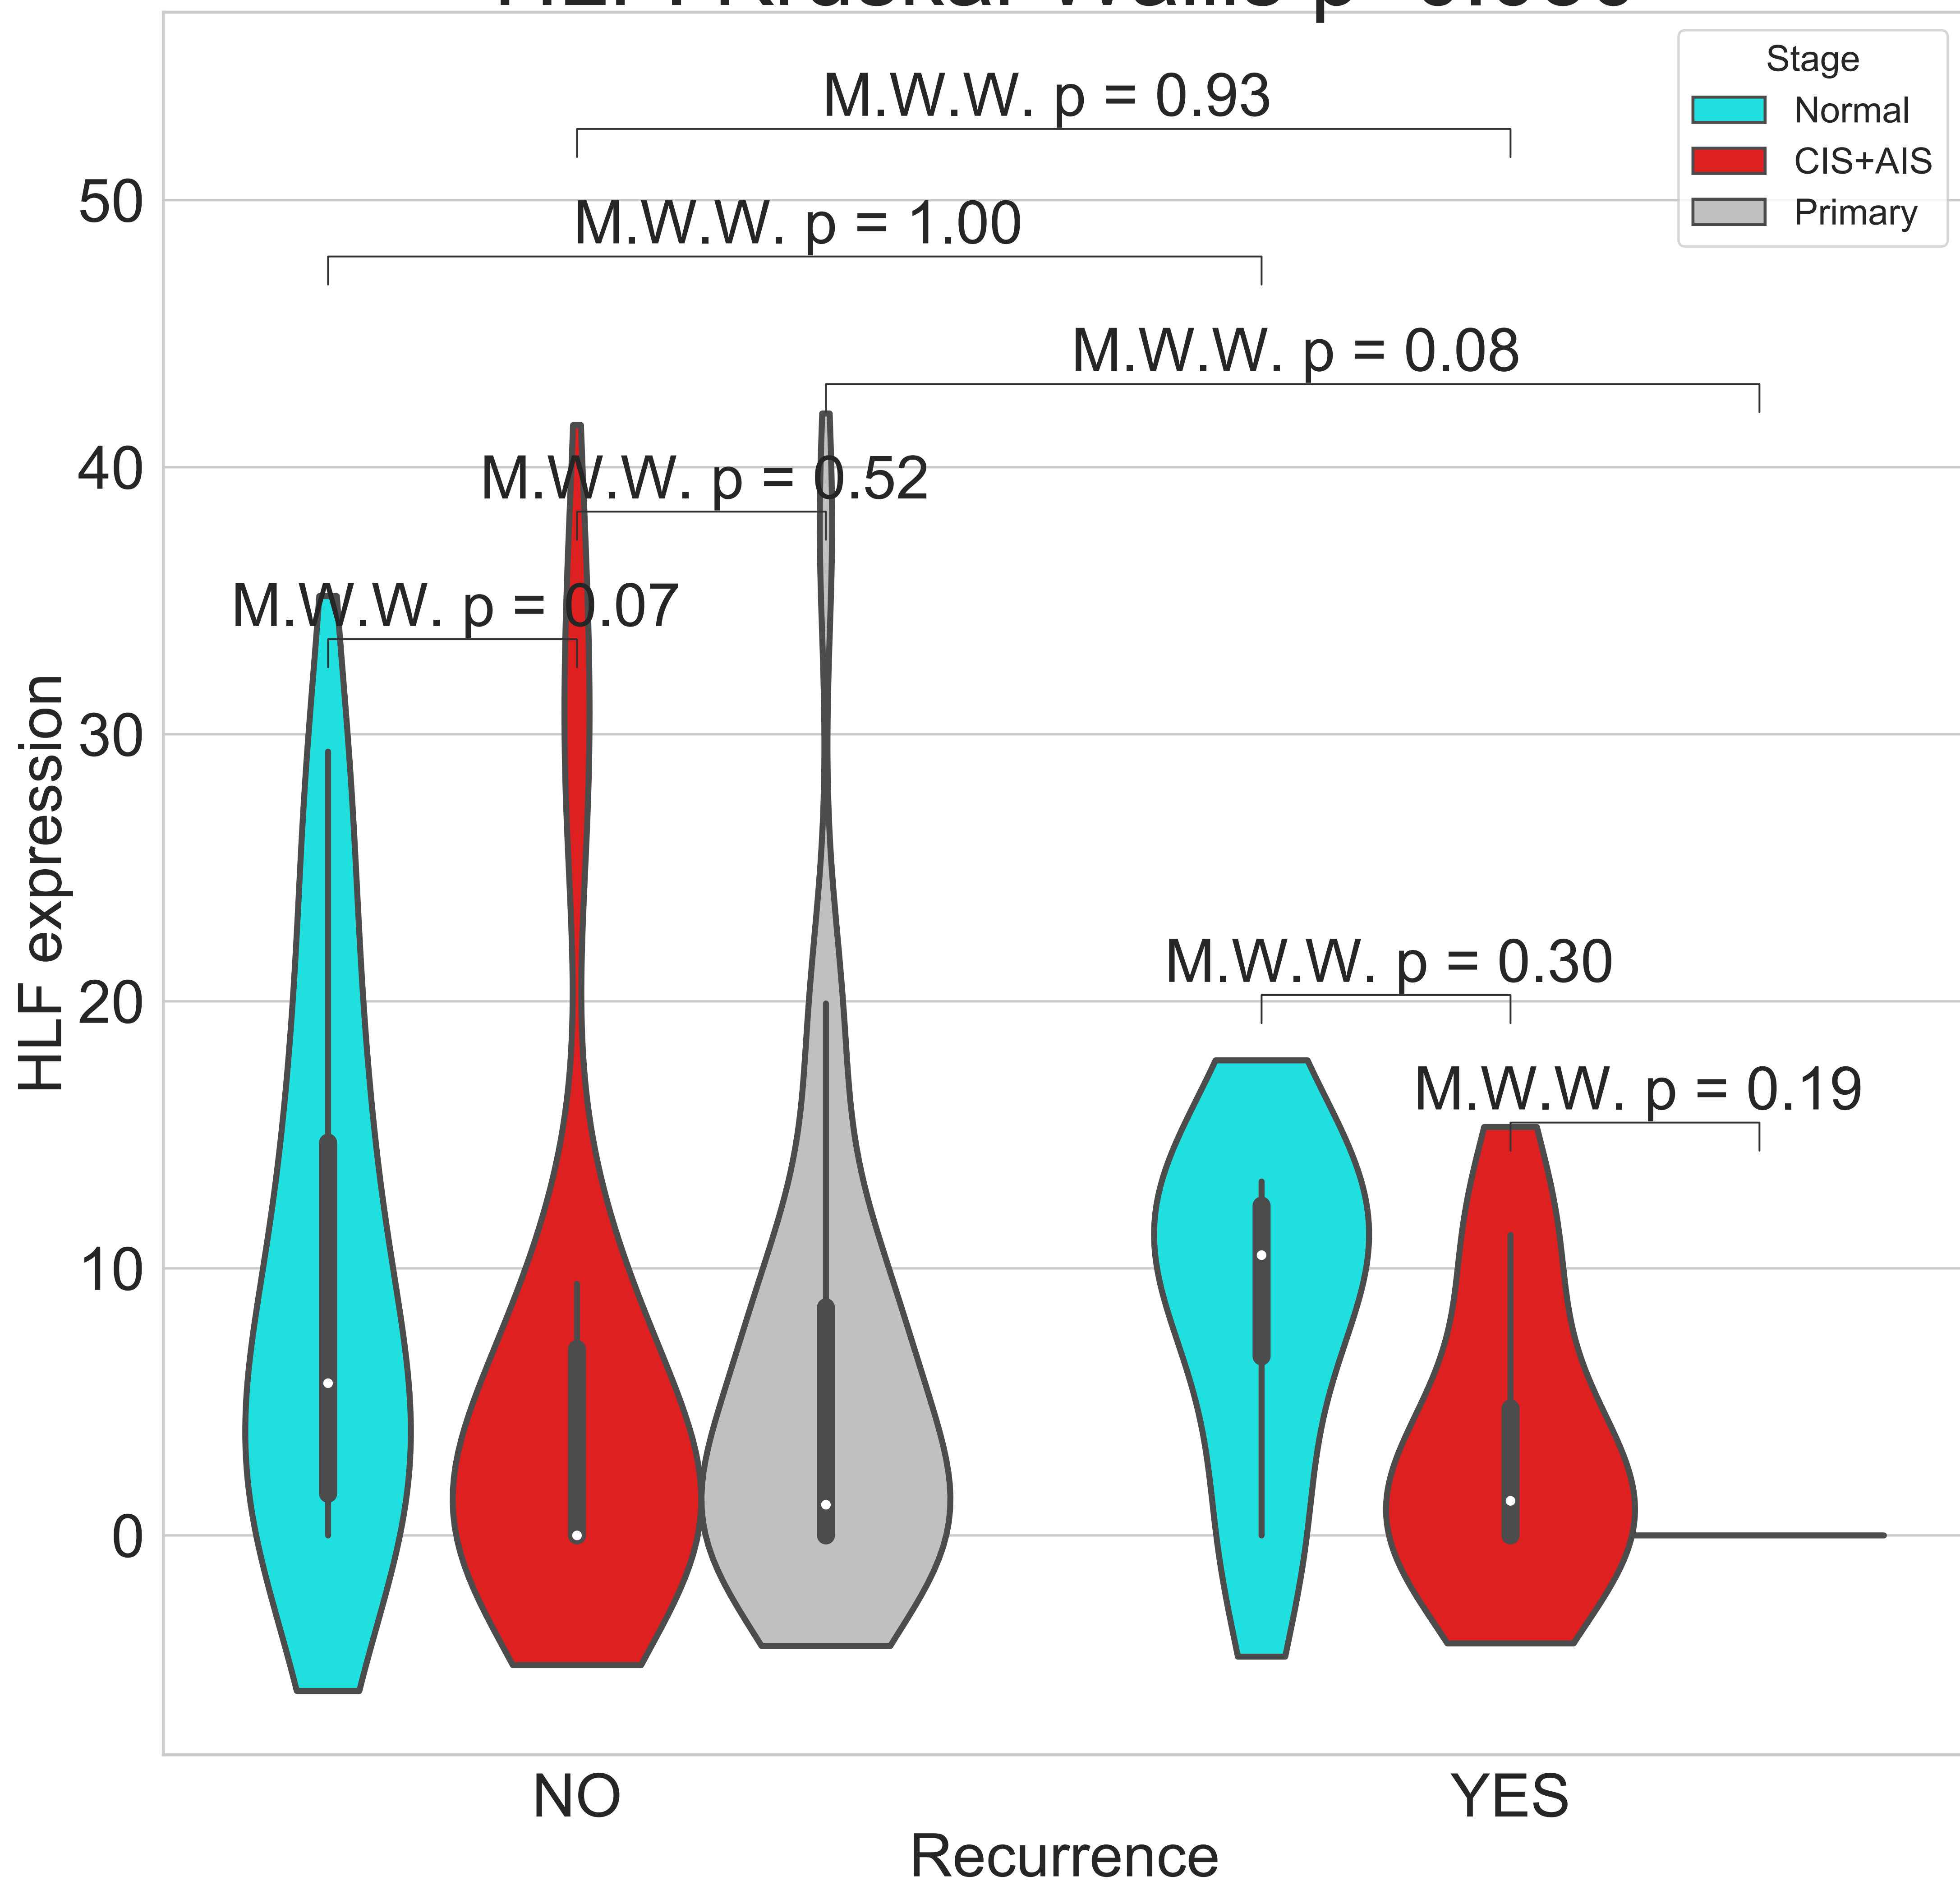 Stage
Normal
CIS+AIS
Primary
M.W.W. p = 0.93
M.W.W. p = 1.00
M.W.W. p = 0.08
M.W.W. p = 0.52
M.W.W. p = 0.07
M.W.W. p = 0.30
M.W.W. p = 0.19
50
40
30
20
10
0
HLF expression
NO
YES
Recurrence